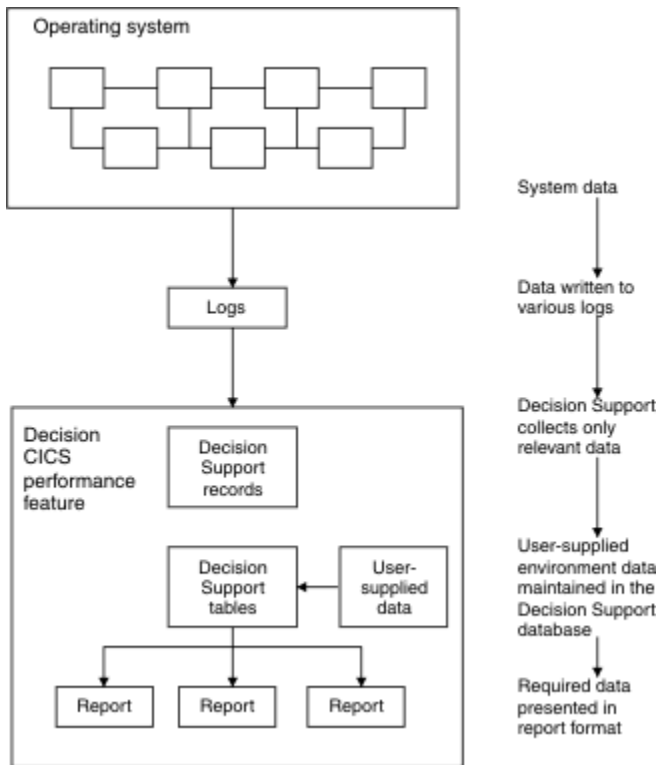 Operating system
System data
Data written to
various logs
Logs
Decision
CICS
performance
feature
Decision
Support
records
Decision Support
collects only
relevant data
Decision
Support
tables
User-
supplied
data
User-supplied
environment data
maintained in the
Decision Support
database
Report
Report
Report
Required data
presented in
report format